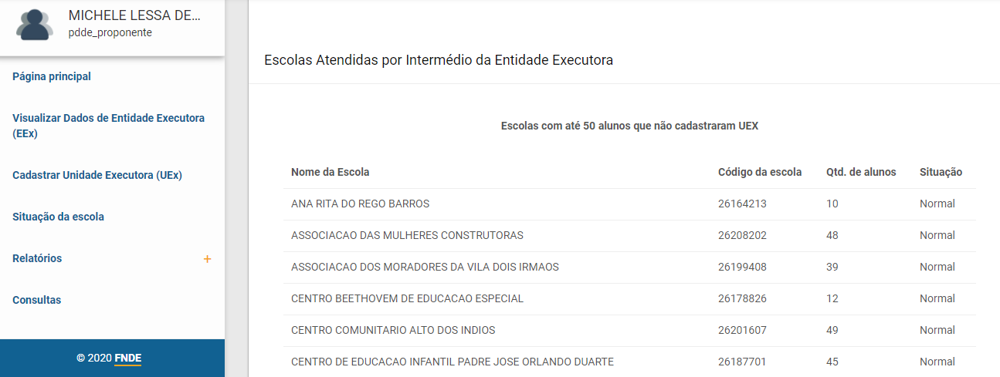 MICHELE LESSA DE...
pdde_proponente
Página principal
Visualizar Dados de Entidade Executora
(EEx)
Cadastrar Unidade Executora (UEx)
Situação da escola
Relatórios +
Consultas
© 2020 FNDE
Escolas Atendidas por Intermédio da Entidade Executora
Escolas com até 50 alunos que não cadastraram UEX
Nome da Escola Código da escola Qtd. de alunos Situação
ANA RITA DO REGO BARROS 26164213 10 Normal
ASSOCIACAO DAS MULHERES CONSTRUTORAS 26208202 48 Normal
ASSOCIACAO DOS MORADORES DA VILA DOIS IRMAOS 26199408 39 Normal
CENTRO BEETHOVEM DE EDUCACAO ESPECIAL 26178826 12 Normal
CENTRO COMUNITARIO ALTO DOS INDIOS 26201607 49 Normal
CENTRO DE EDUCACAO INFANTIL PADRE JOSE ORLANDO DUARTE 26187701 45 Normal